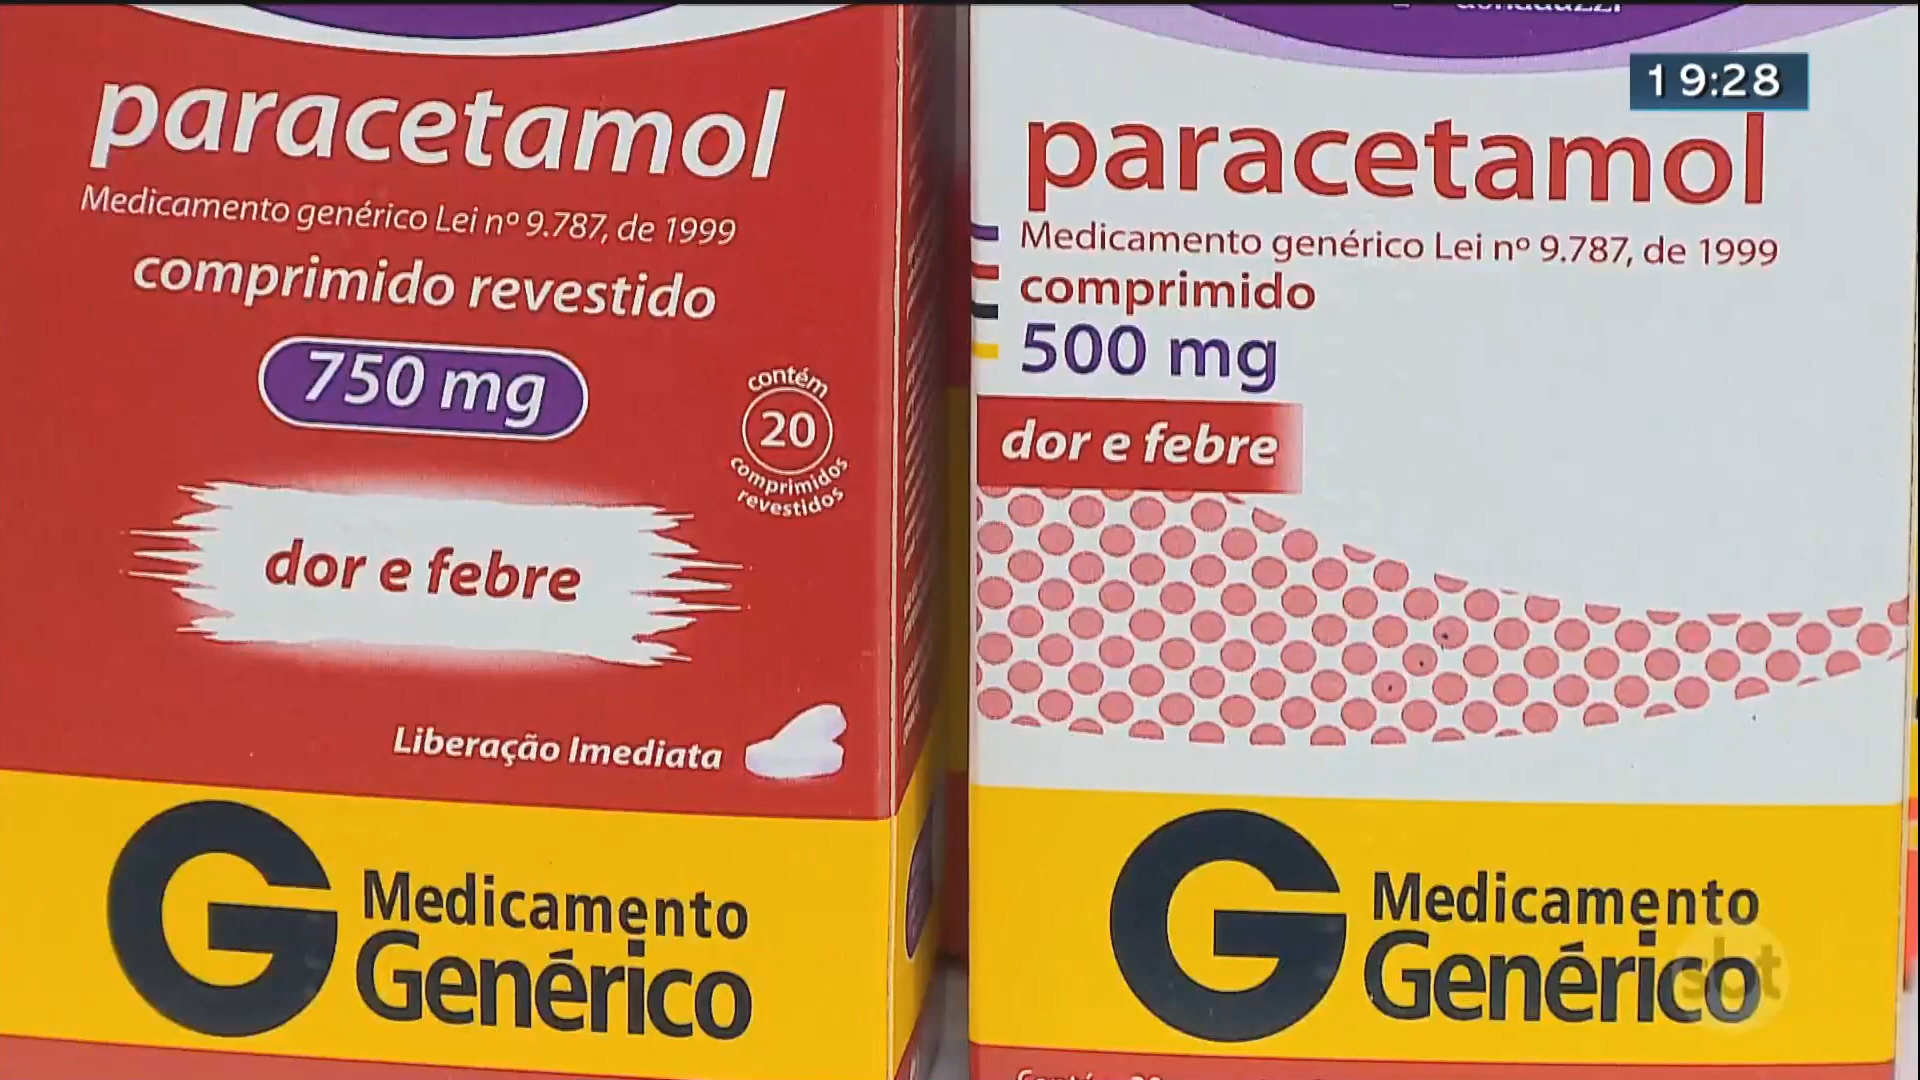 paracetamol
Medicamento genérico Lei nº 9.787, de 1999
comprimido revestido
750 mg
contém
20
comprimidos
revestidos
dor e febre
Liberação Imediata
G Medicamento
Genérico
19:28
paracetamol
Medicamento genérico Lei nº 9.787, de 1999
comprimido
500 mg
dor e febre
G Medicamento
Genérico
sbt